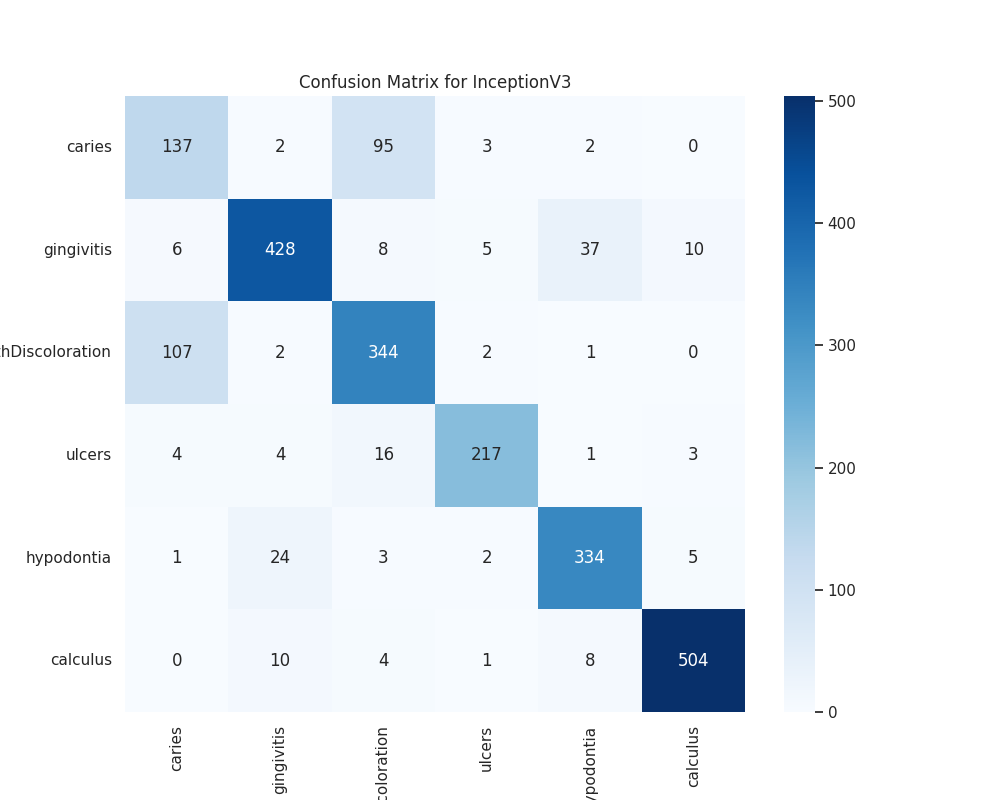 Confusion Matrix for InceptionV3
caries 137 2 95 3 2 0
gingivitis 6 428 8 5 37 10
hDiscoloration 107 2 344 2 1 0
ulcers 4 4 16 217 1 3
hypodontia 1 24 3 2 334 5
calculus 0 10 4 1 8 504
caries gingivitis coloration ulcers ypodontia calculus
500
400
300
200
100
0